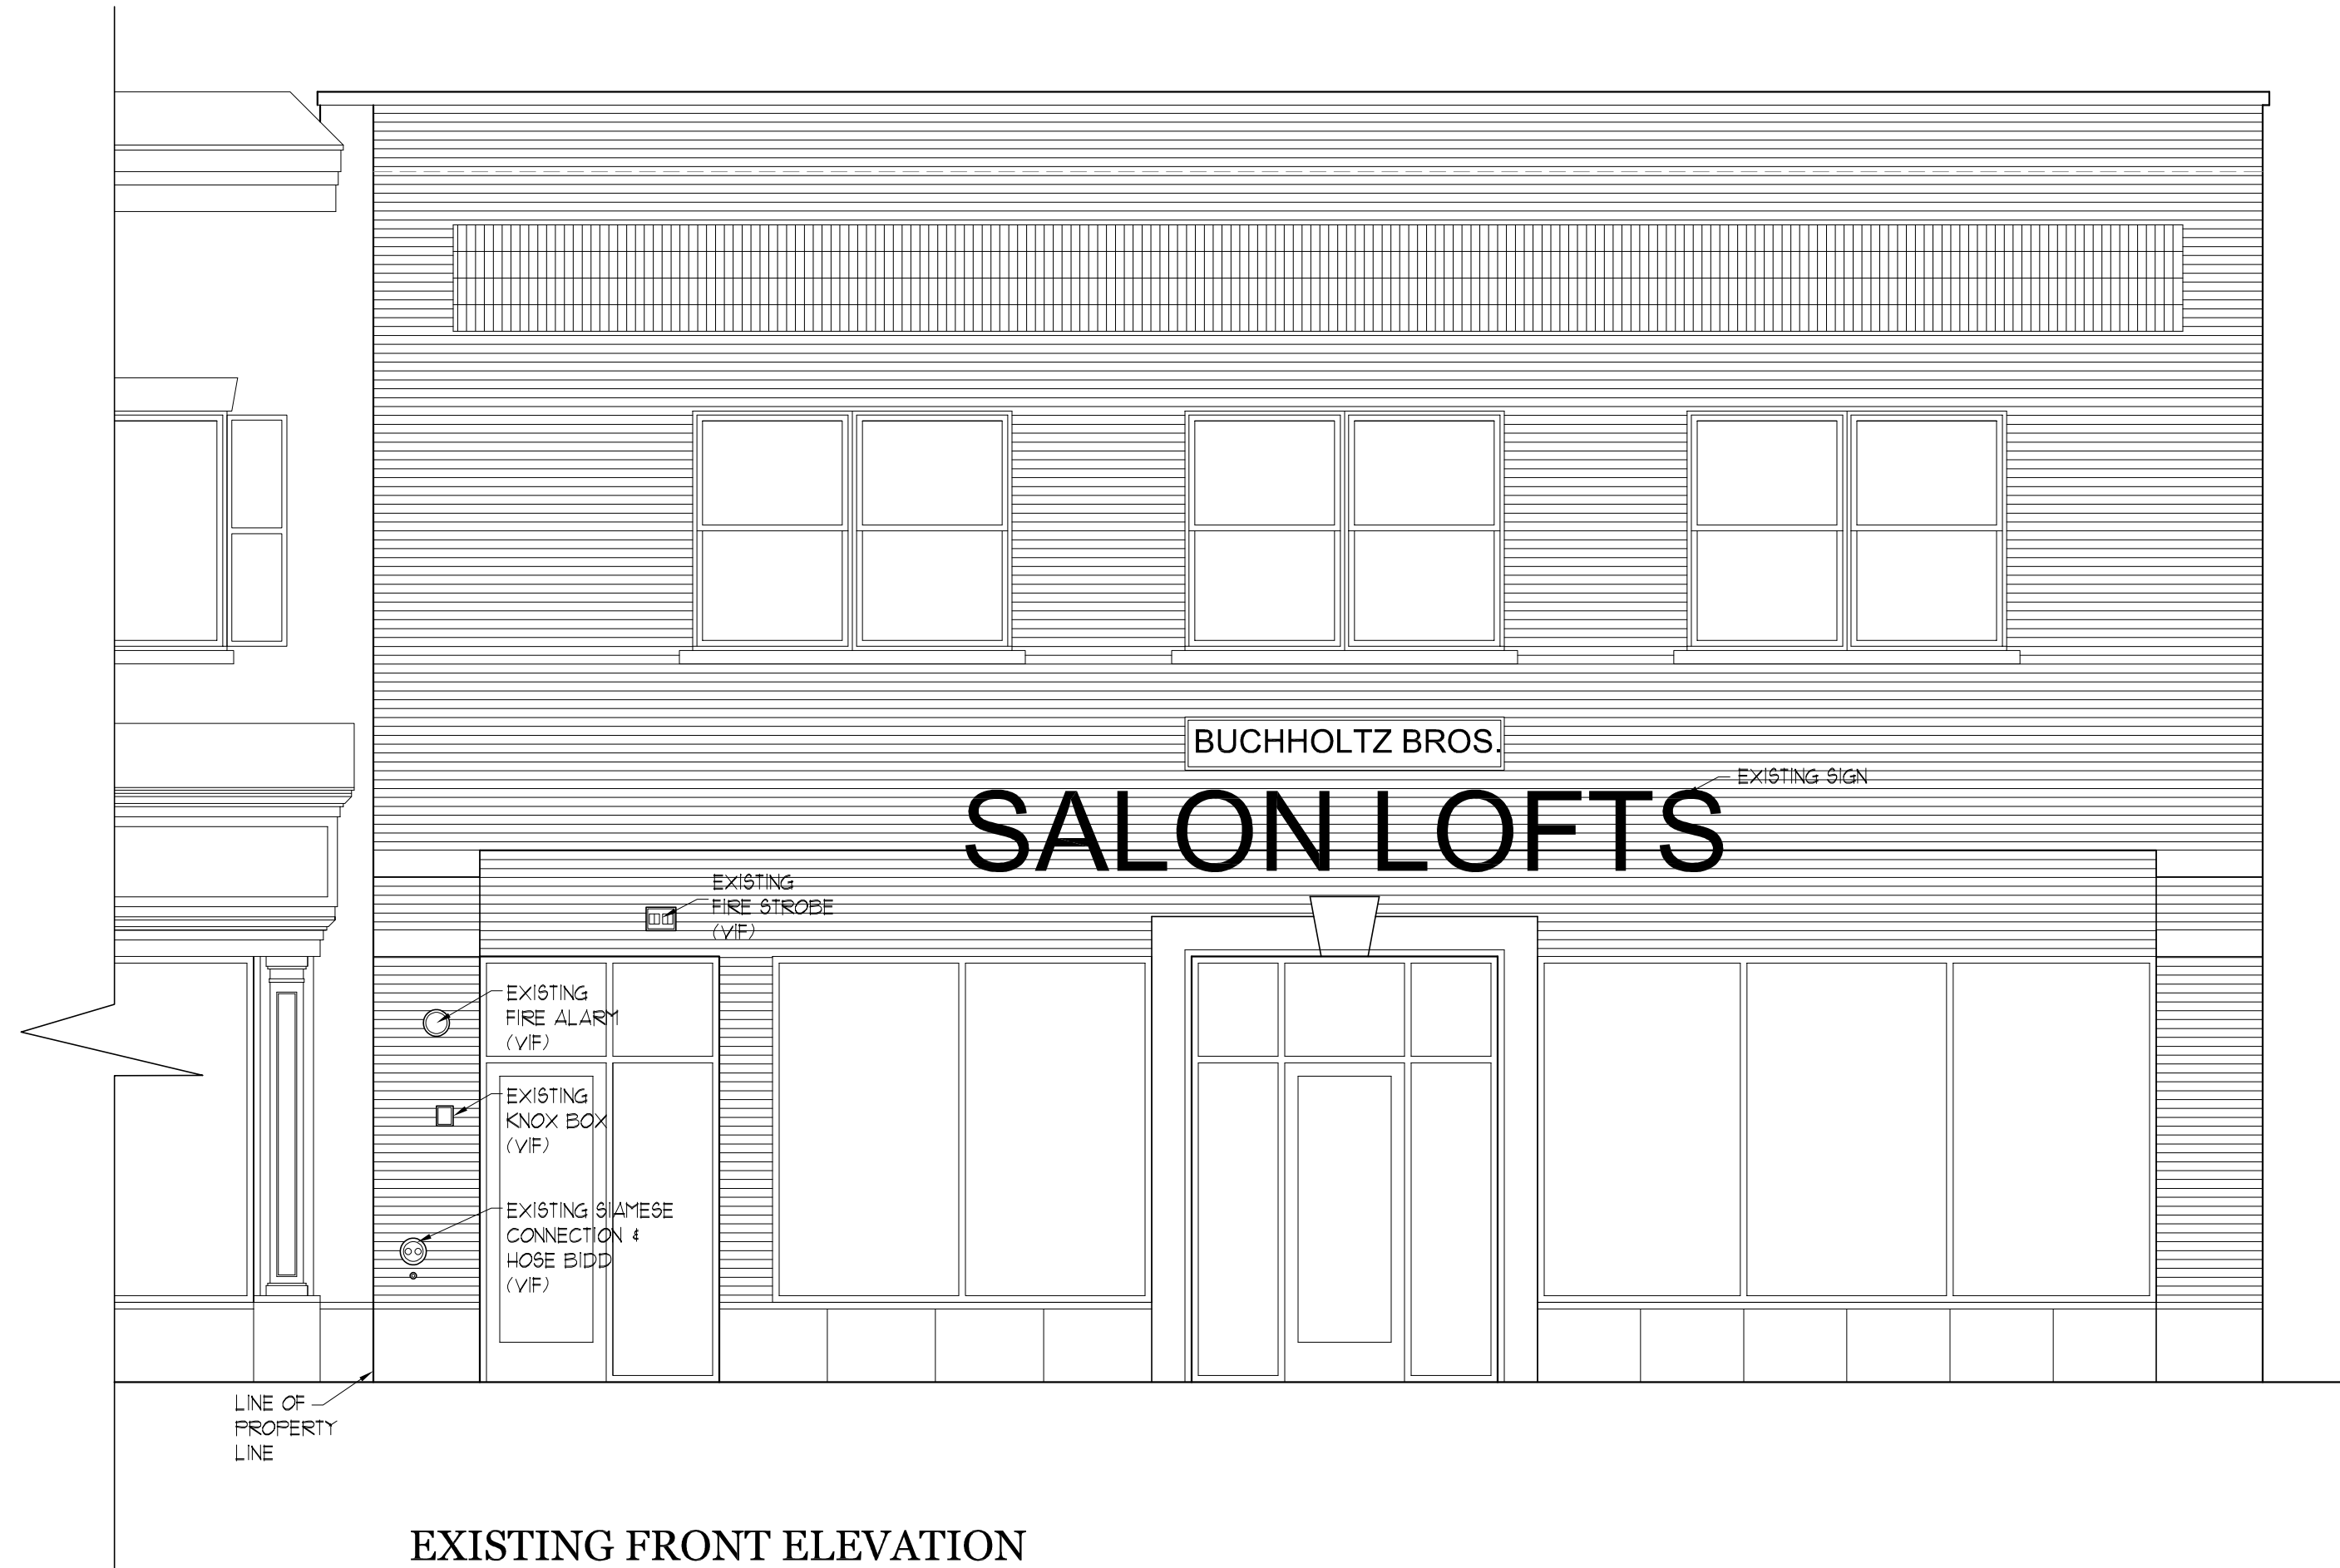 BUCHHOLTZ BROS.
EXISTING SIGN
SALON LOFTS
EXISTING
FIRE STROBE
(VIF)
EXISTING
FIRE ALARM
(VIF)
EXISTING
KNOX BOX
(VIF)
EXISTING SIAMESE
CONNECTION &
HOSE BIDD
(VIF)
LINE OF
PROPERTY
LINE
EXISTING FRONT ELEVATION